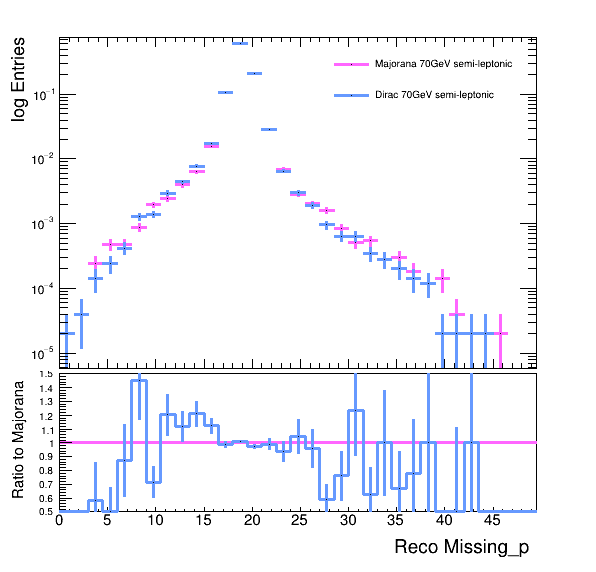 log Entries
Majorana 70GeV semi-leptonic
Dirac 70GeV semi-leptonic
10⁻¹
10⁻²
10⁻³
10⁻⁴
10⁻⁵
Ratio to Majorana
1.5
1.4
1.3
1.2
1.1
1
0.9
0.8
0.7
0.6
0.5
0 5 10 15 20 25 30 35 40 45
Reco Missing_p